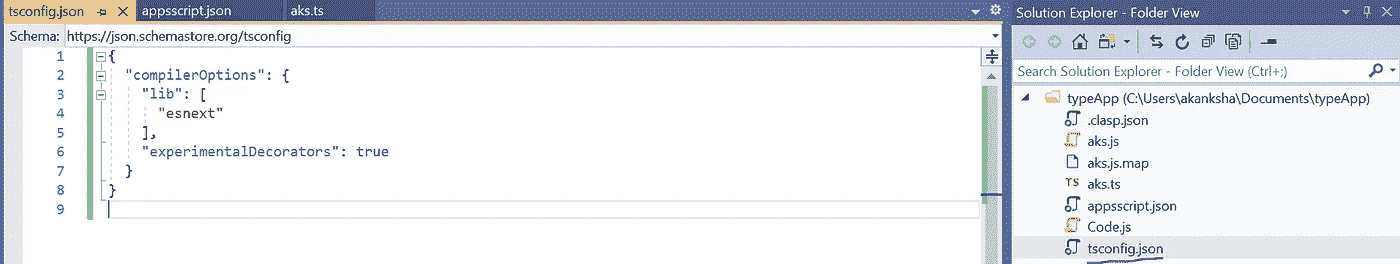 tsconfig.json appsscript.json aks.ts
Schema: https://json.schemastore.org/tsconfig
1 {
2 "compilerOptions": {
3 "lib": [
4 "esnext"
5 ],
6 "experimentalDecorators": true
7 }
8 }
9
Solution Explorer - Folder View
Search Solution Explorer - Folder View (Ctrl+;)
typeApp (C:\Users\akanksha\Documents\typeApp)
.clasp.json
aks.js
aks.js.map
TS aks.ts
appsscript.json
Code.js
tsconfig.json